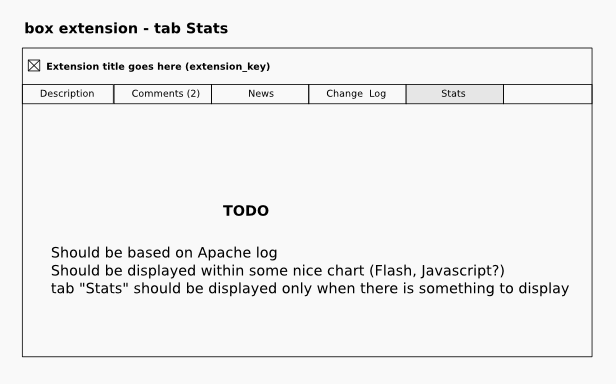 box extension - tab Stats
Extension title goes here (extension_key)
Description Comments (2) News Change Log Stats
TODO
Should be based on Apache log
Should be displayed within some nice chart (Flash, Javascript?)
tab "Stats" should be displayed only when there is something to display